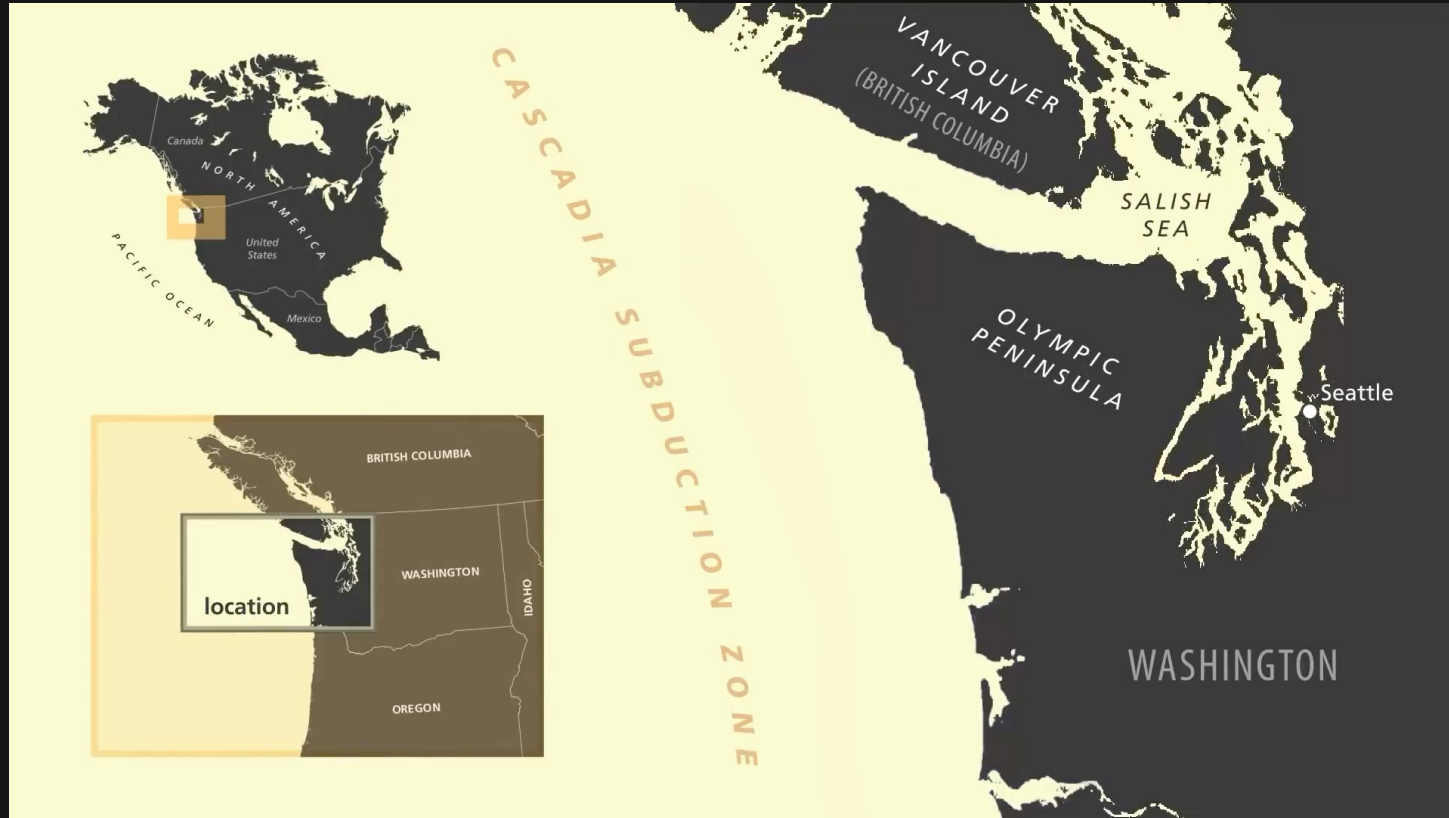 Canada
NORTH AMERICA
United
States
Mexico
PACIFIC OCEAN
BRITISH COLUMBIA
WASHINGTON
IDAHO
OREGON
location
CASCADIA SUBDUCTION ZONE
VANCOUVER
ISLAND
(BRITISH COLUMBIA)
SALISH
SEA
OLYMPIC
PENINSULA
Seattle
WASHINGTON